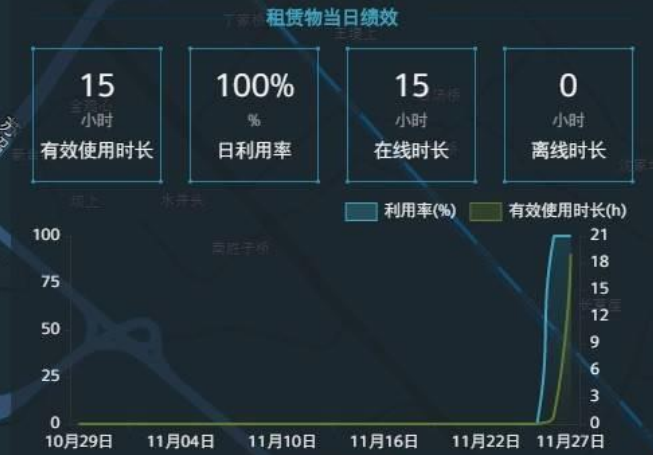 租赁物当日绩效
15
小时
有效使用时长
100%
%
日利用率
15
小时
在线时长
0
小时
离线时长
利用率(%)
有效使用时长(h)
100
75
50
25
0
21
18
15
12
9
6
3
0
10月29日
11月04日
11月10日
11月16日
11月22日
11月27日
水井头